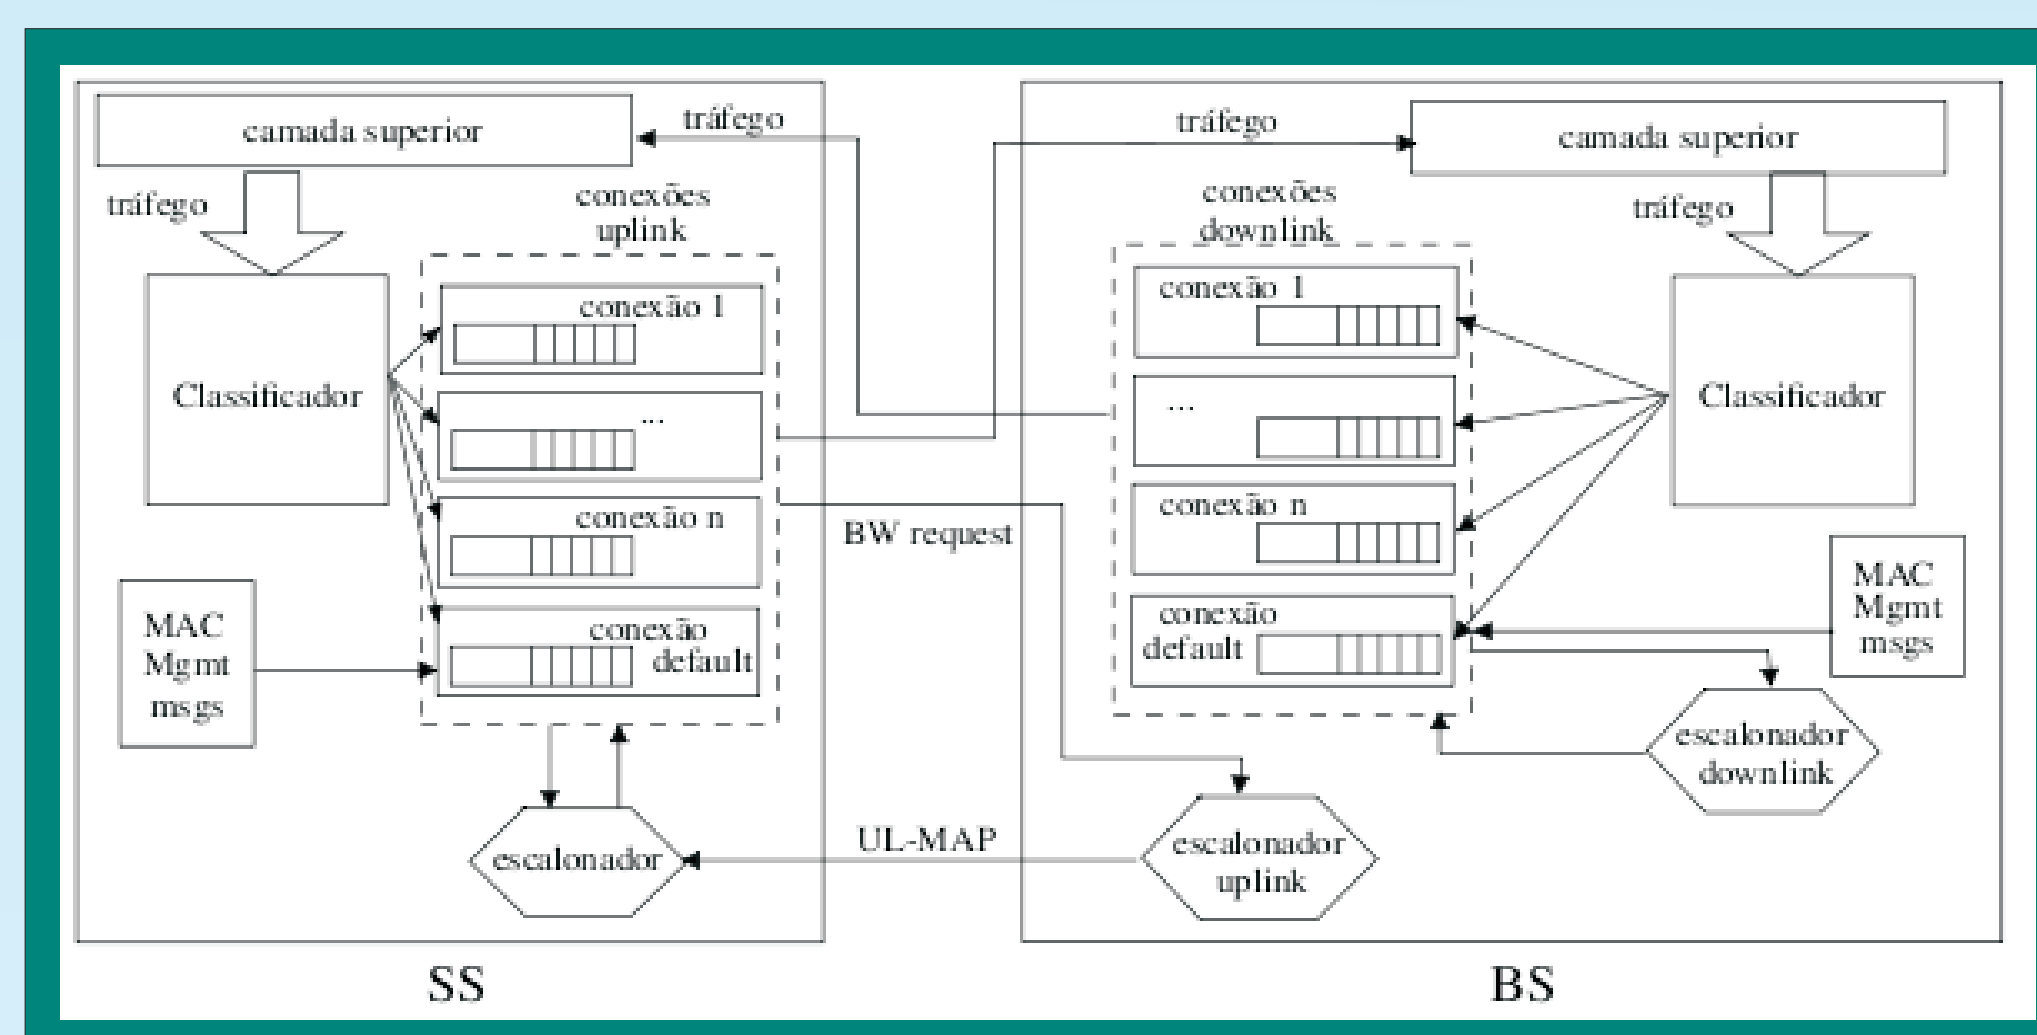 camada superior
tráfego
tráfego
conexões
uplink
Classificador
conexão 1
...
conexão n
conexão
default
MAC
Mgmt
msgs
escalonador
SS
BW request
UL-MAP
tráfego
camada superior
conexões
downlink
tráfego
conexão 1
...
conexão n
conexão
default
Classificador
MAC
Mgmt
msgs
escalonador
downlink
escalonador
uplink
BS